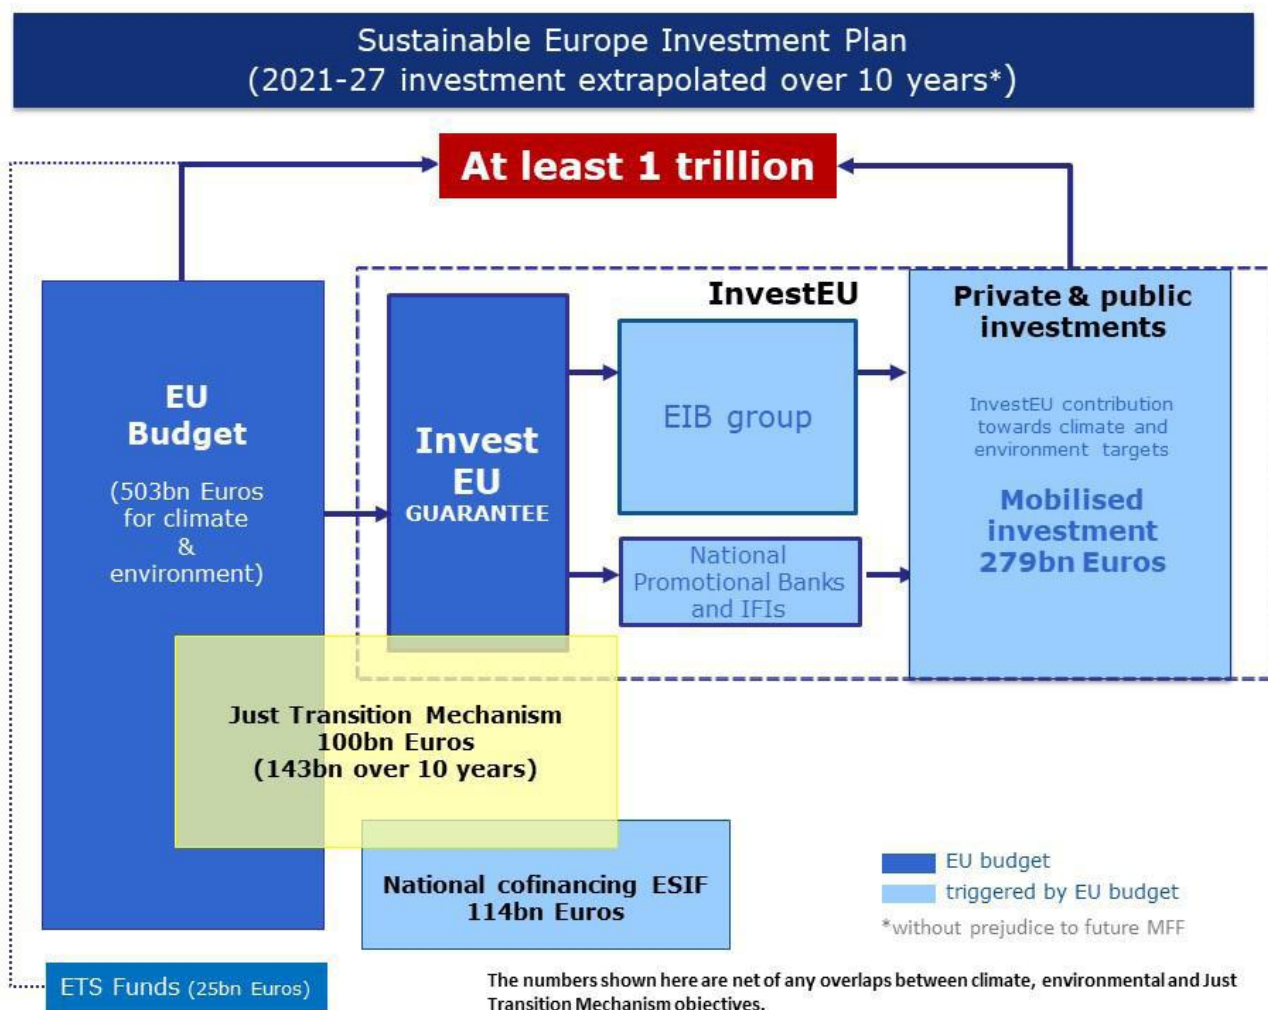 Sustainable Europe Investment Plan
(2021-27 investment extrapolated over 10 years*)
At least 1 trillion
EU
Budget
(503bn Euros
for climate
&
environment)
InvestEU
Invest
EU
GUARANTEE
EIB group
National
Promotional Banks
and IFIs
Private & public
investments
InvestEU contribution
towards climate and
environment targets
Mobilised
investment
279bn Euros
Just Transition Mechanism
100bn Euros
(143bn over 10 years)
National cofinancing ESIF
114bn Euros
EU budget
triggered by EU budget
*without prejudice to future MFF
ETS Funds (25bn Euros)
The numbers shown here are net of any overlaps between climate, environmental and Just
Transition Mechanism objectives.